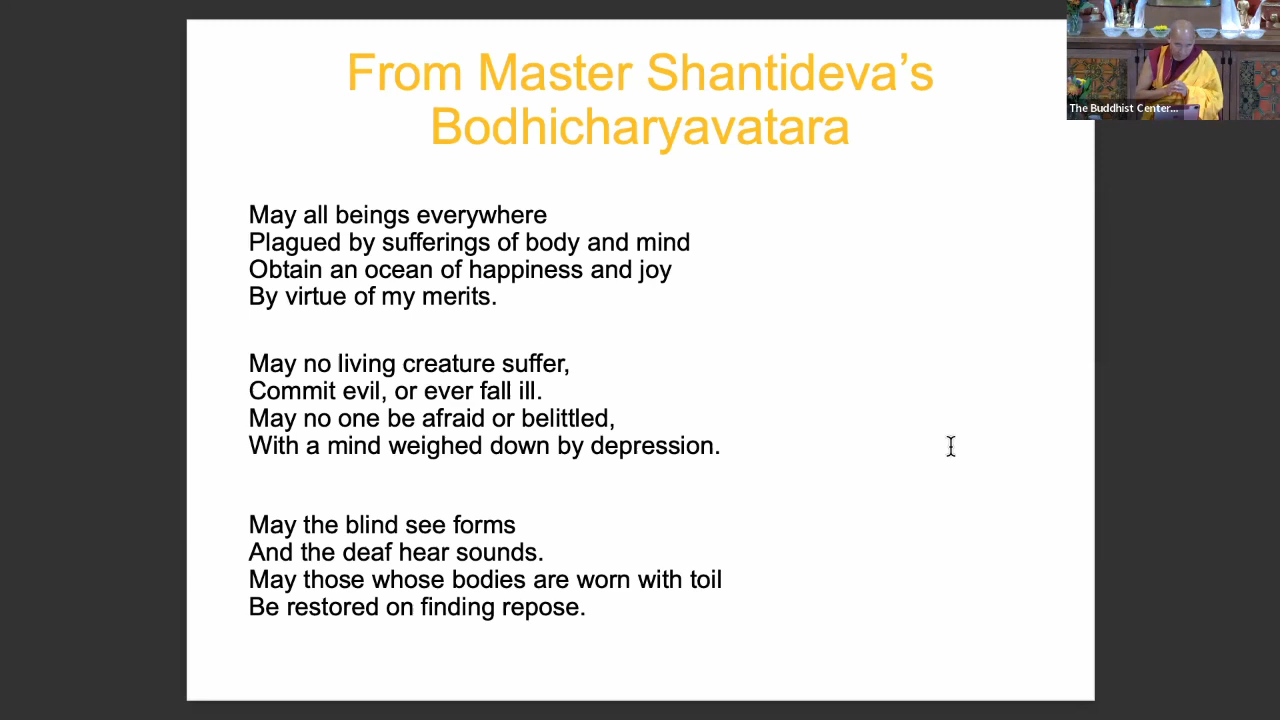 From Master Shantideva’s
Bodhicharyavatara
The Buddhist Center...
May all beings everywhere
Plagued by sufferings of body and mind
Obtain an ocean of happiness and joy
By virtue of my merits.
May no living creature suffer,
Commit evil, or ever fall ill.
May no one be afraid or belittled,
With a mind weighed down by depression.
May the blind see forms
And the deaf hear sounds.
May those whose bodies are worn with toil
Be restored on finding repose.